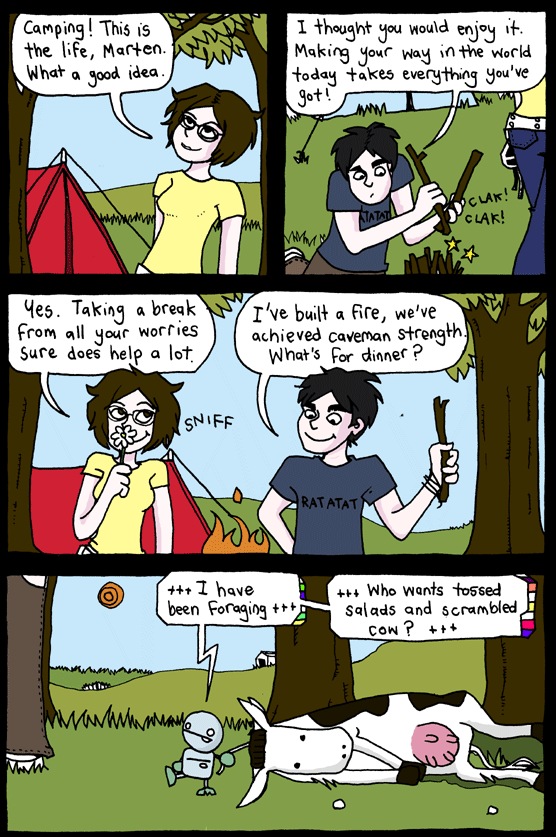 Camping! This is
the life, Marten.
What a good idea.
I thought you would enjoy it.
Making your way in the world
today takes everything you've
got!
RATATAT
CLAK!
CLAK!
Yes. Taking a break
from all your worries
sure does help a lot.
SNIFF
I've built a fire, we've
achieved caveman strength.
What's for dinner?
RATATAT
+++ I have
been foraging +++
+++ Who wants tossed
salads and scrambled
cow? +++